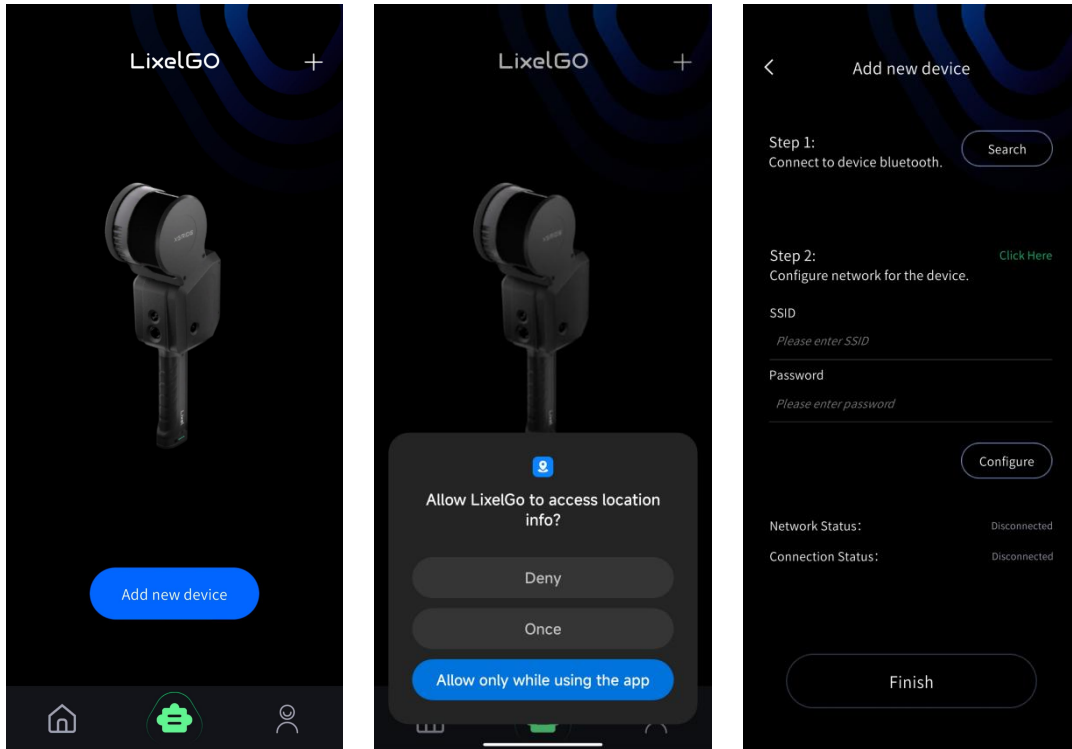 LixelGO
Add new device
LixelGO
Allow LixelGo to access location
info?
Deny
Once
Allow only while using the app
Add new device
Step 1:
Connect to device bluetooth.
Search
Step 2:
Click Here
Configure network for the device.
SSID
Please enter SSID
Password
Please enter password
Configure
Network Status:
Disconnected
Connection Status:
Disconnected
Finish